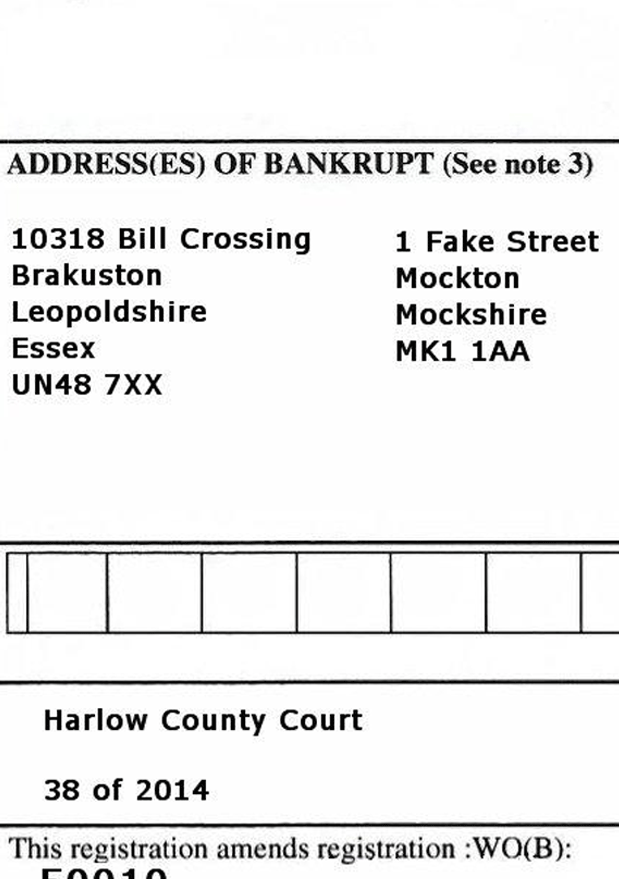 ADDRESS(ES) OF BANKRUPT (See note 3)
10318 Bill Crossing
Brakuston
Leopoldshire
Essex
UN48 7XX
1 Fake Street
Mockton
Mockshire
MK1 1AA
Harlow County Court
38 of 2014
This registration amends registration :WO(B):